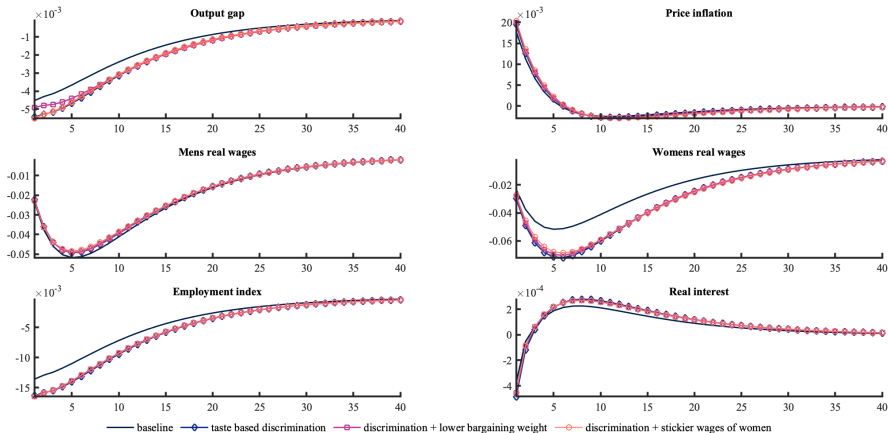 Output gap
×10⁻³
-1
-2
-3
-4
-5
5 10 15 20 25 30 35 40
Price inflation
20 ×10⁻³
15
10
5
0
5 10 15 20 25 30 35 40
Mens real wages
-0.01
-0.02
-0.03
-0.04
-0.05
5 10 15 20 25 30 35 40
Womens real wages
-0.02
-0.04
-0.06
5 10 15 20 25 30 35 40
Employment index
×10⁻³
-5
-10
-15
5 10 15 20 25 30 35 40
Real interest
×10⁻⁴
2
0
-2
-4
5 10 15 20 25 30 35 40
baseline taste based discrimination discrimination + lower bargaining weight discrimination + stickier wages of women